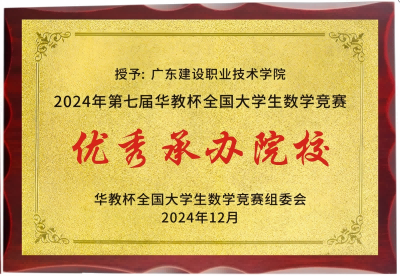 授予: 广东建设职业技术学院
2024年第七届华教杯全国大学生数学竞赛
优秀承办院校
华教杯全国大学生数学竞赛组委会
2024年12月